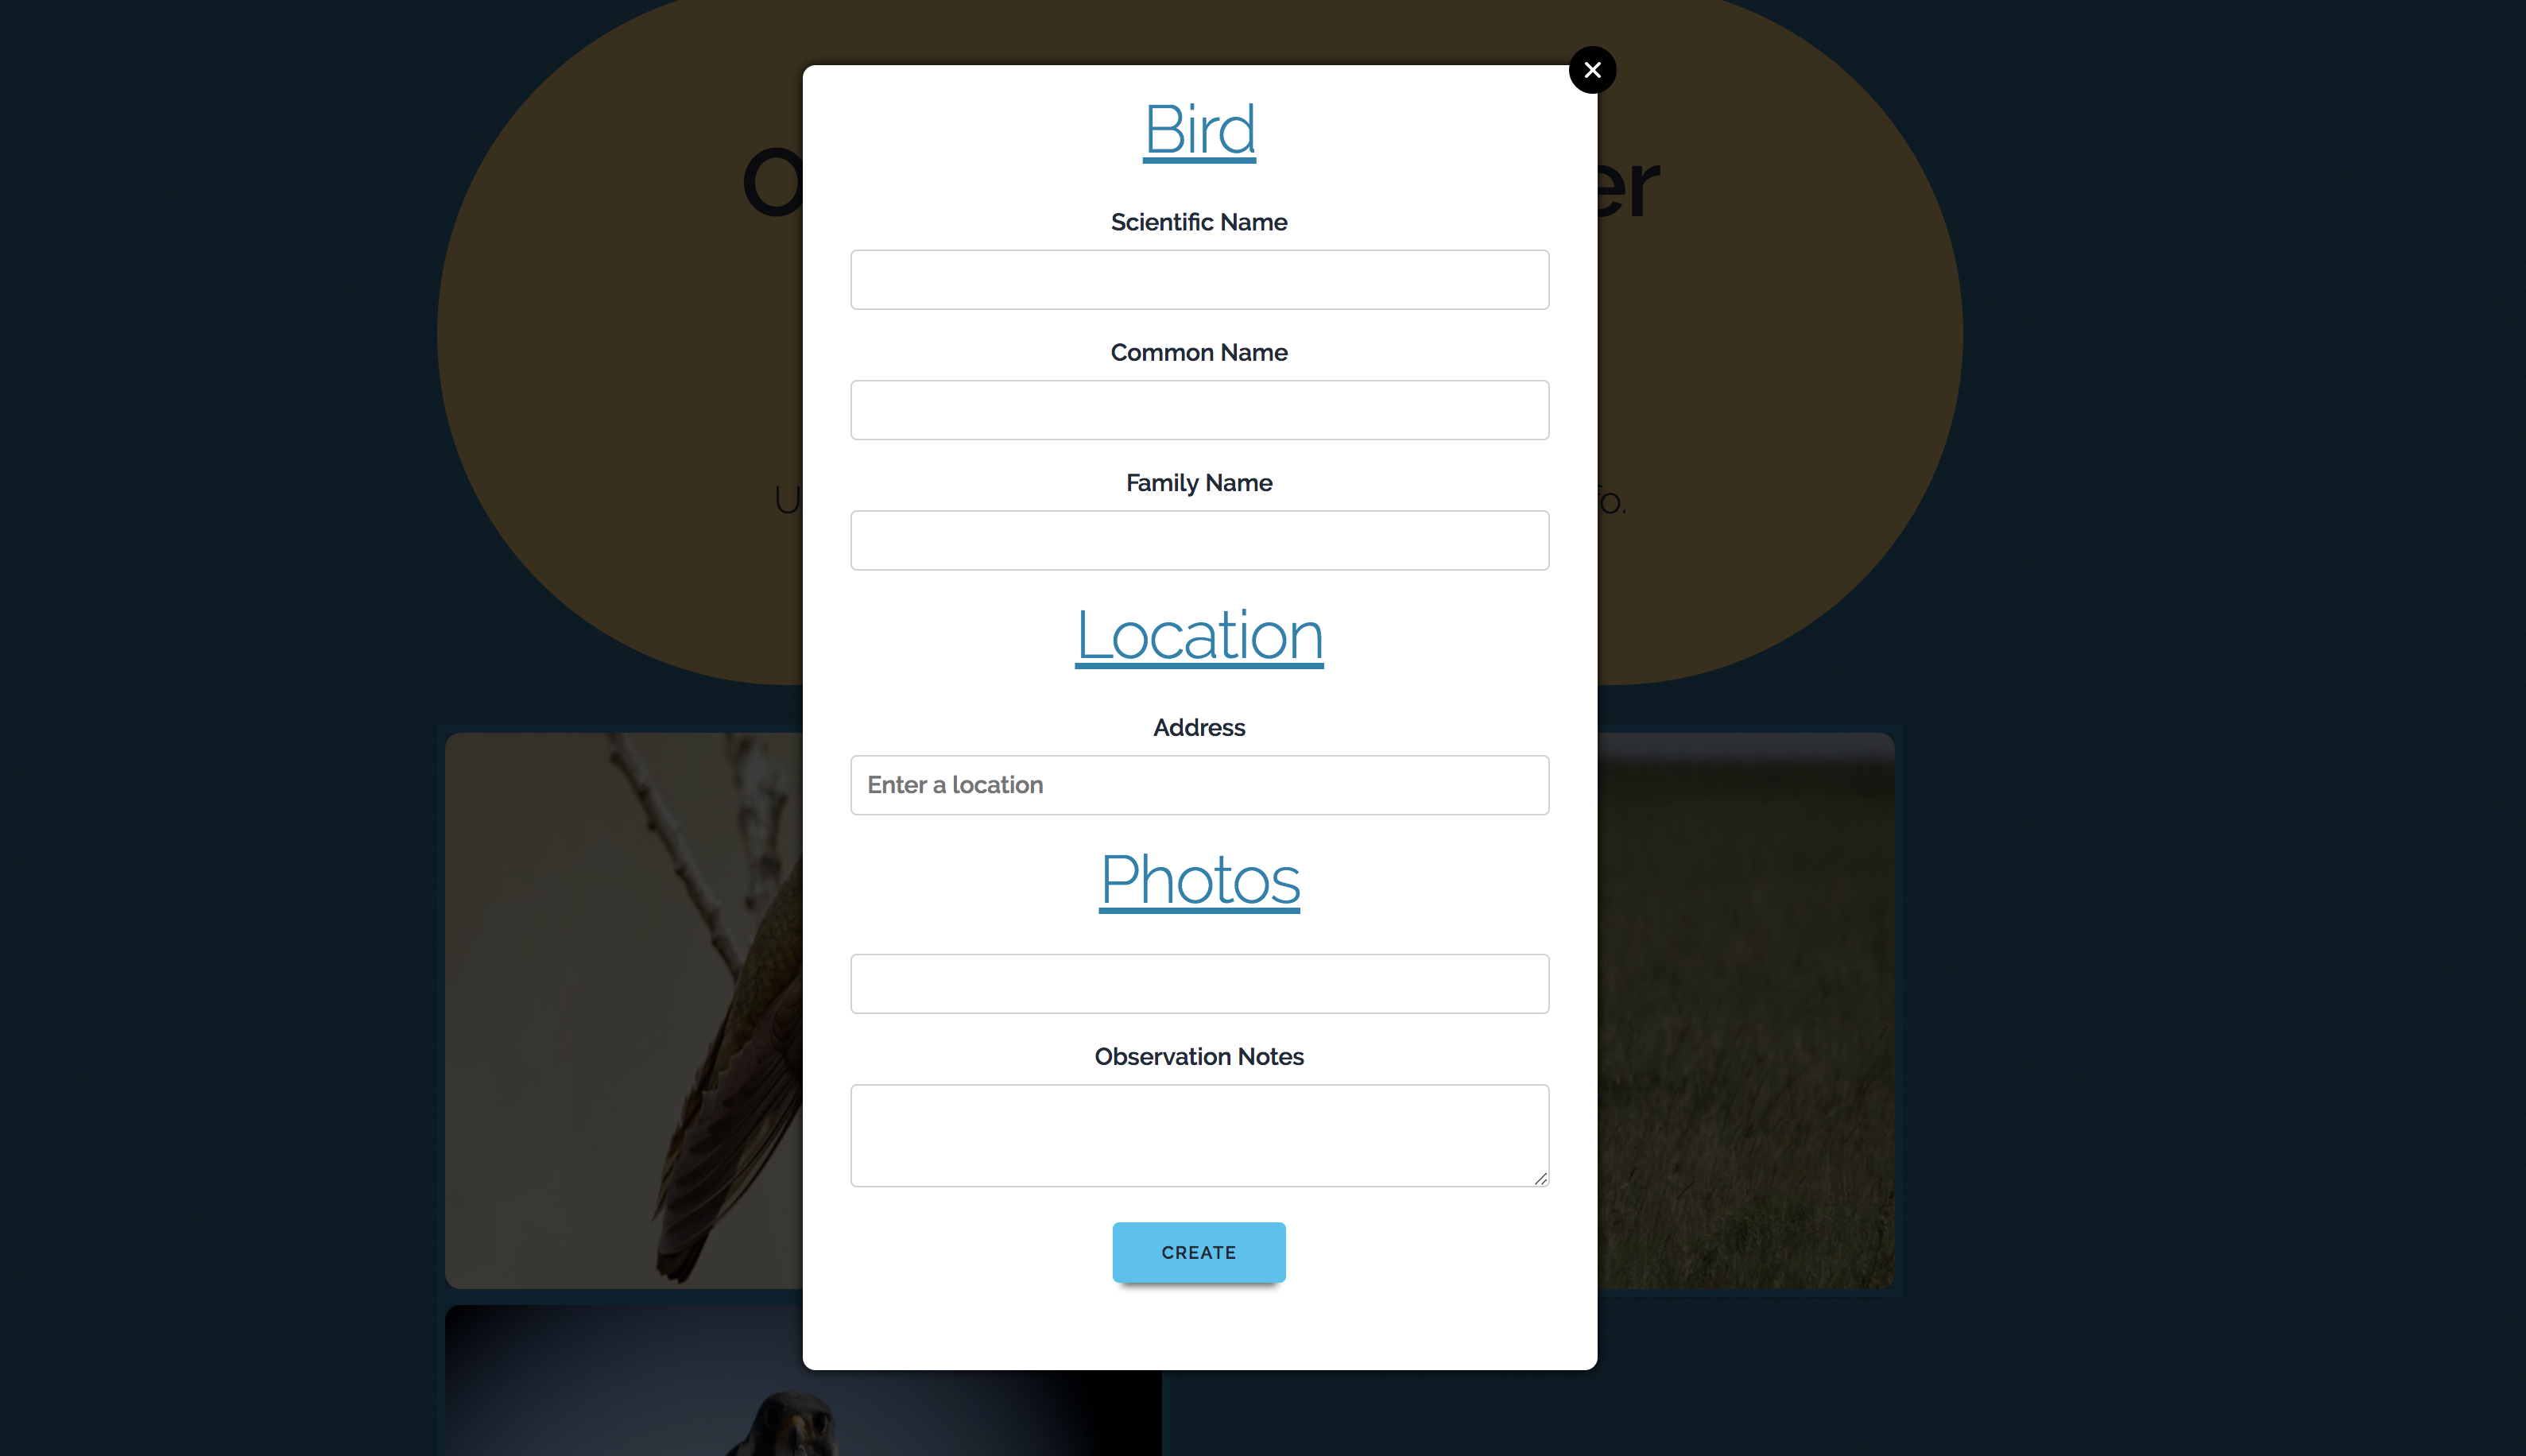 Bird
Scientific Name
Common Name
Family Name
Location
Address
Enter a location
Photos
Observation Notes
CREATE